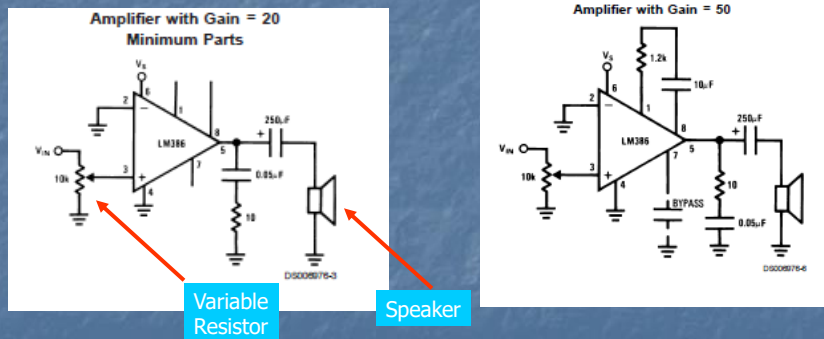 Amplifier with Gain = 20
Minimum Parts
Vs
6
2
−
1
8
LM386
250µF
+
5
7
VIN
3
+
10k
4
0.05µF
10
DS006976-3
Variable
Resistor
Speaker
Amplifier with Gain = 50
1.2k
10µF
Vs
6
2
−
1
8
LM386
250µF
+
5
7
VIN
3
+
10k
4
BYPASS
10
0.05µF
DS006976-6